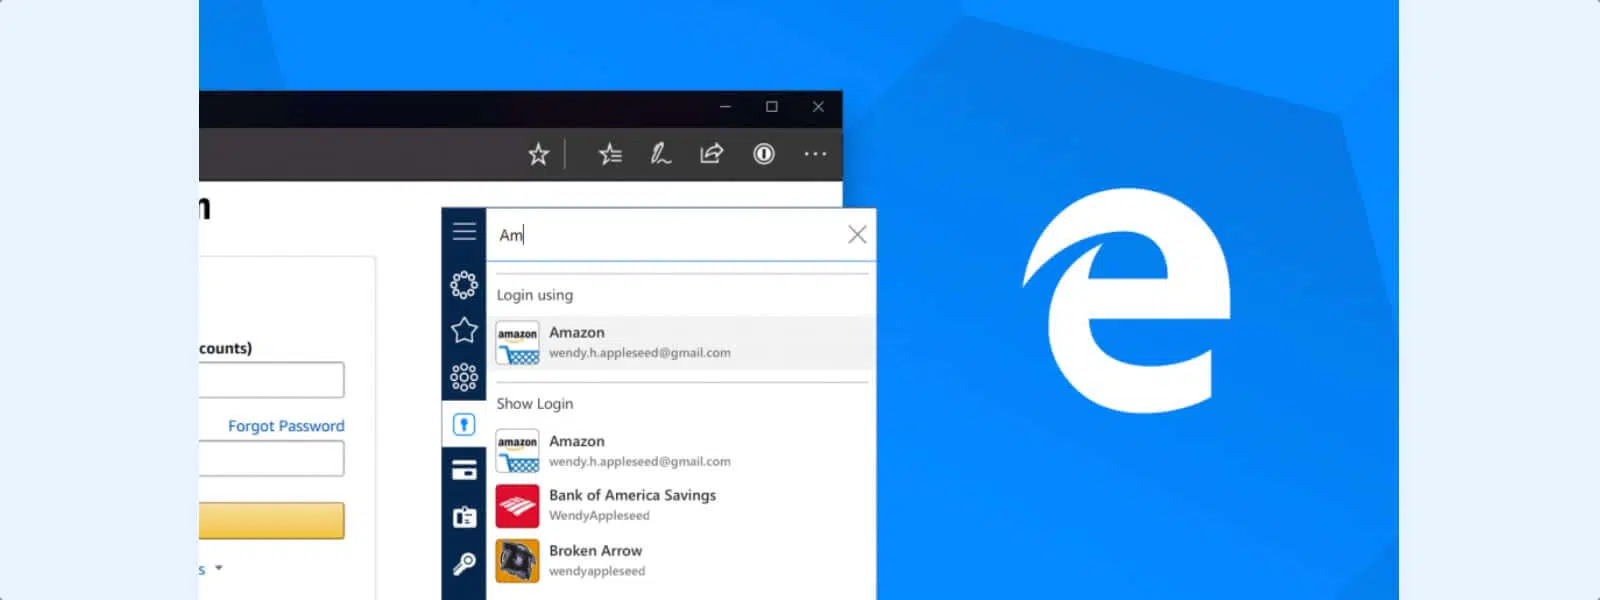 n
counts)
Forgot Password
s
Am
Login using
amazon
Amazon
wendy.h.appleseed@gmail.com
Show Login
amazon
Amazon
wendy.h.appleseed@gmail.com
Bank of America Savings
WendyAppleseed
Broken Arrow
wendyappleseed